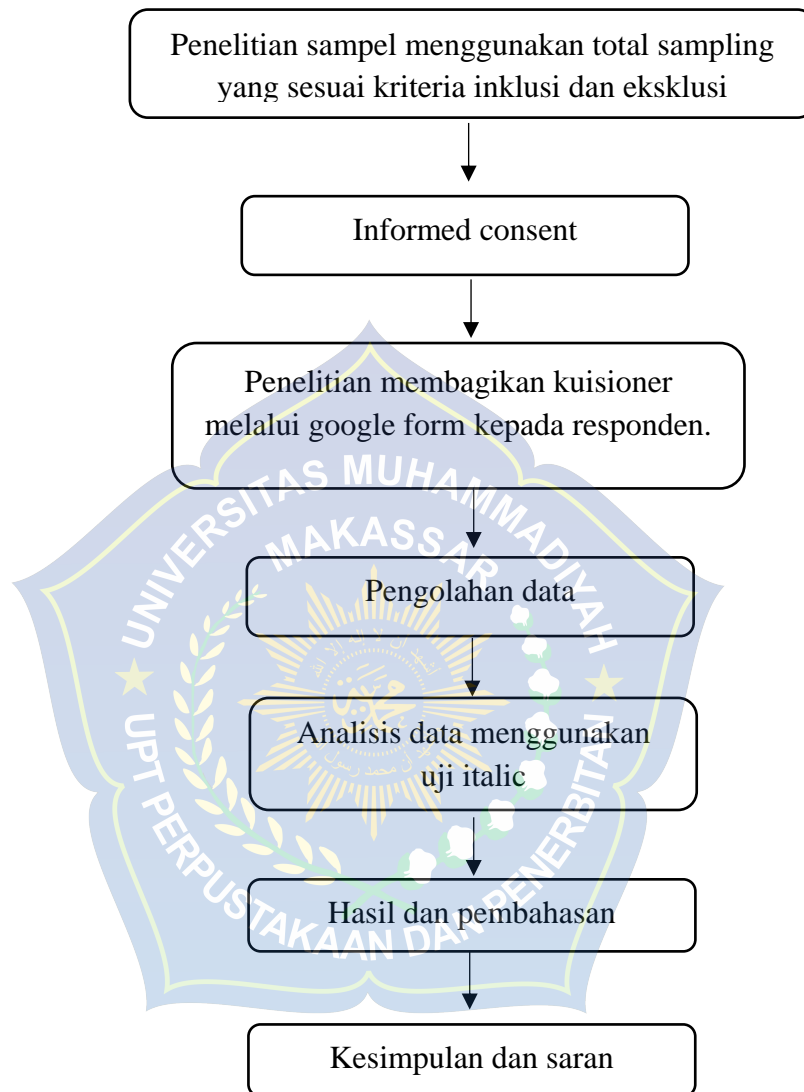 Penelitian sampel menggunakan total sampling
yang sesuai kriteria inklusi dan eksklusi
Informed consent
Penelitian membagikan kuisioner
melalui google form kepada responden.
UNIVERSITAS MUHAMMADIYAH
MAKASSAR
Pengolahan data
Analisis data menggunakan
uji italic
Hasil dan pembahasan
UPT PERPUSTAKAAN DAN PENERBITAN
Kesimpulan dan saran